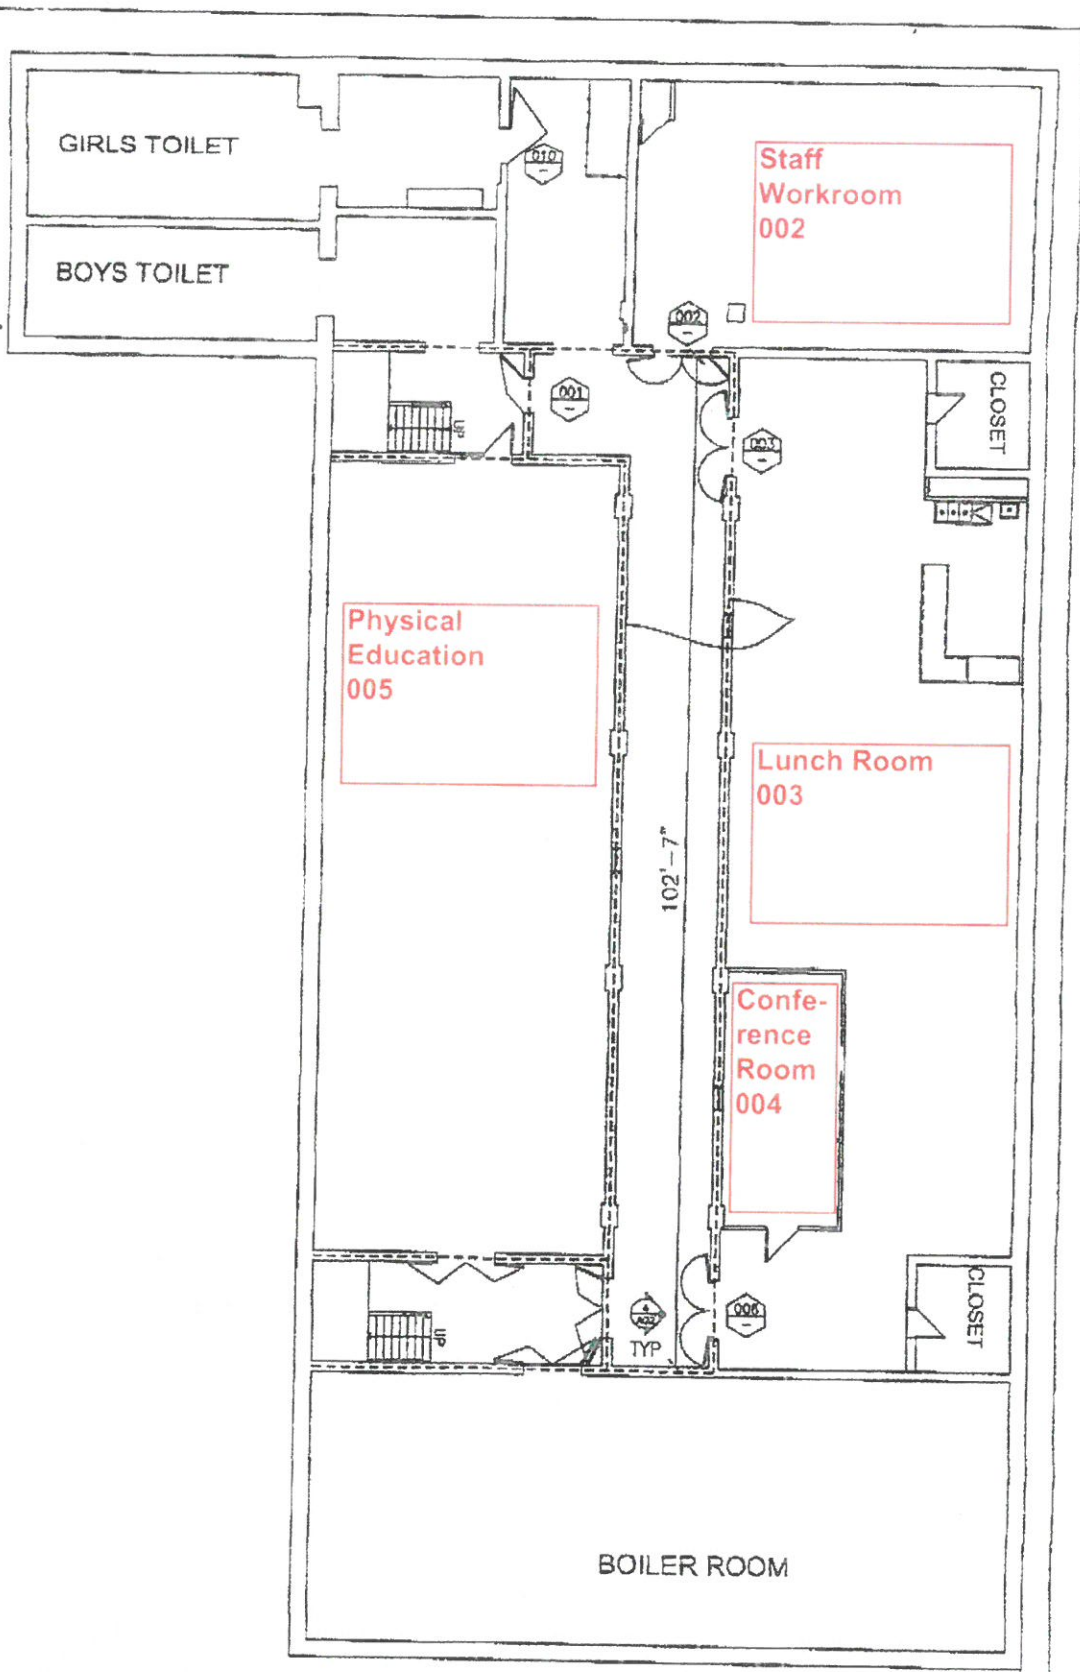 GIRLS TOILET
010
–
Staff
Workroom
002
BOYS TOILET
002
–
001
–
003
–
CLOSET
UP
Physical
Education
005
Lunch Room
003
102'–7"
Confe-
rence
Room
004
UP
4
TYP
006
–
CLOSET
BOILER ROOM